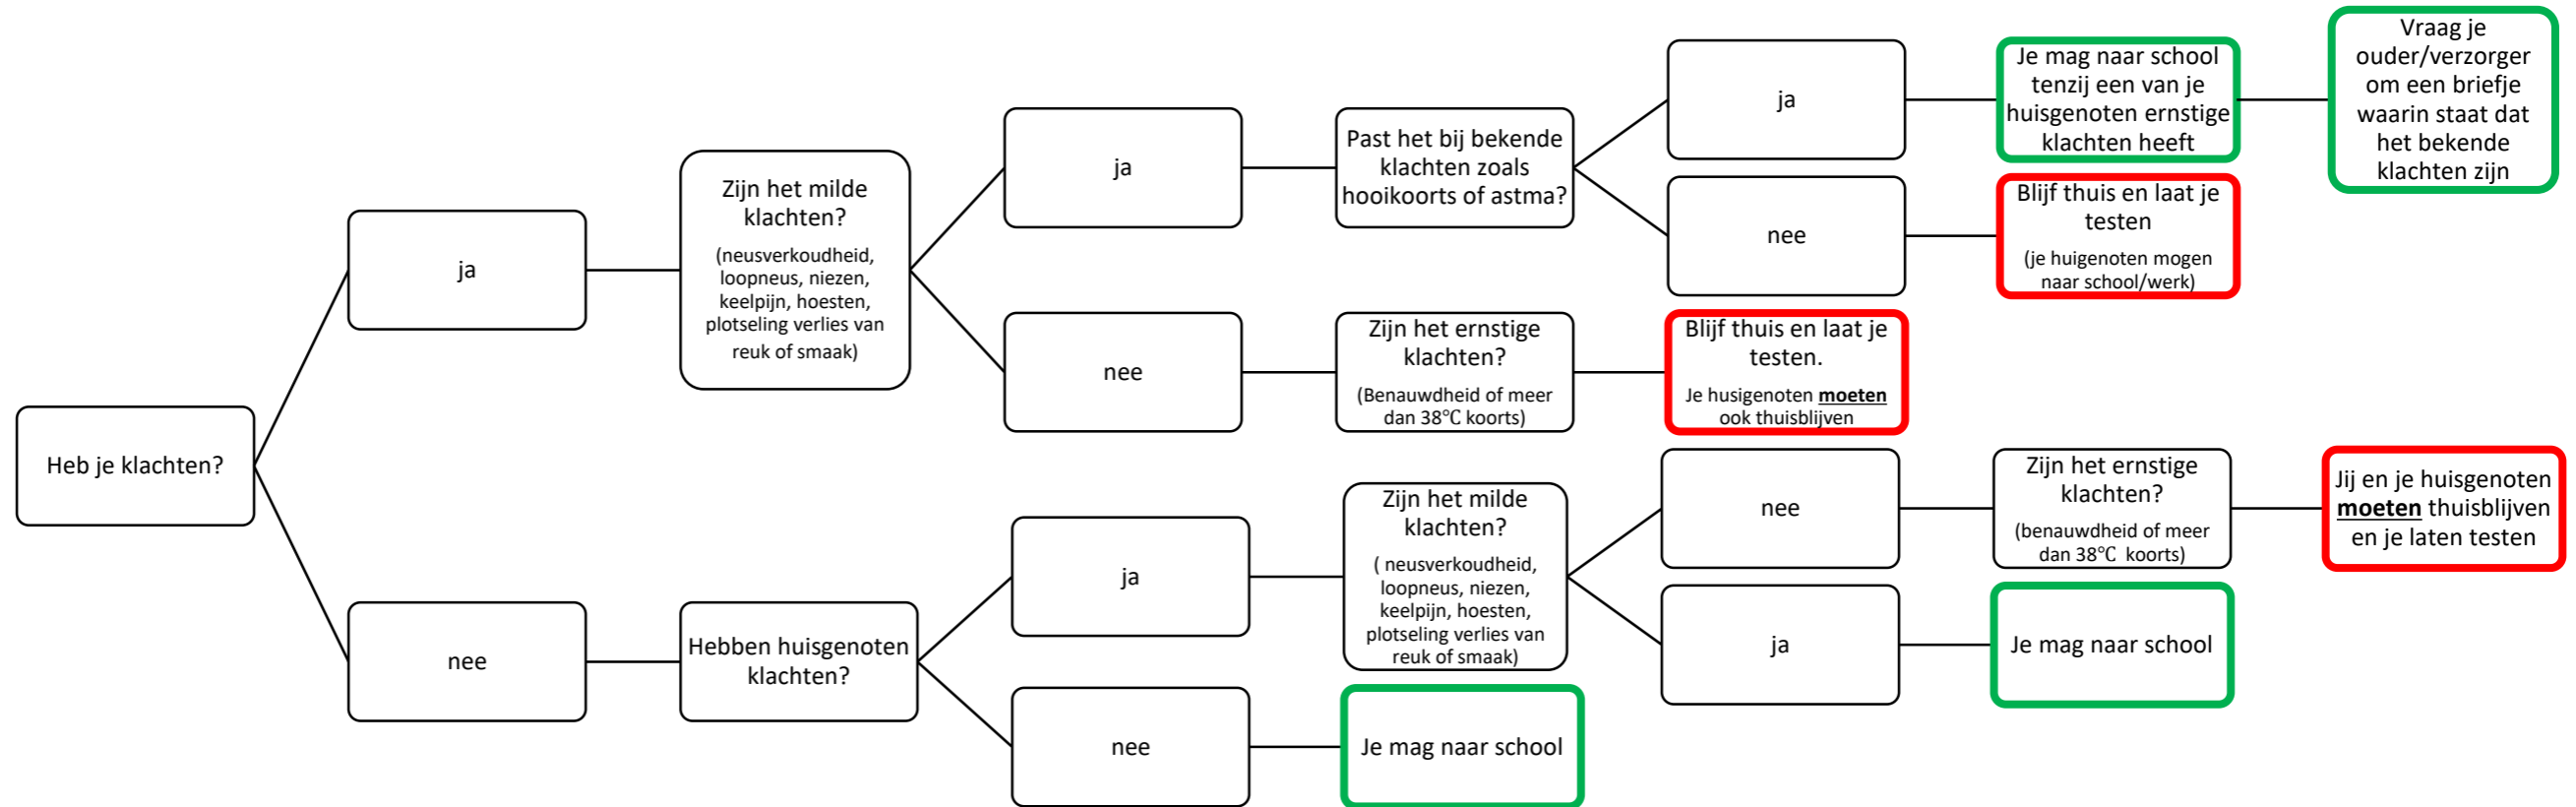 Heb je klachten?
ja
Zijn het milde
klachten?
(neusverkoudheid,
loopneus, niezen,
keelpijn, hoesten,
plotseling verlies van
reuk of smaak)
ja
Past het bij bekende
klachten zoals
hooikoorts of astma?
ja
Je mag naar school
tenzij een van je
huisgenoten ernstige
klachten heeft
Vraag je
ouder/verzorger
om een briefje
waarin staat dat
het bekende
klachten zijn
nee
Blijf thuis en laat je
testen
(je huigenoten mogen
naar school/werk)
nee
Zijn het ernstige
klachten?
(Benauwdheid of meer
dan 38℃ koorts)
Blijf thuis en laat je
testen.
Je husigenoten moeten
ook thuisblijven
nee
Hebben huisgenoten
klachten?
ja
Zijn het milde
klachten?
( neusverkoudheid,
loopneus, niezen,
keelpijn, hoesten,
plotseling verlies van
reuk of smaak)
nee
Zijn het ernstige
klachten?
(benauwdheid of meer
dan 38℃ koorts)
Jij en je huisgenoten
moeten thuisblijven
en je laten testen
ja
Je mag naar school
nee
Je mag naar school